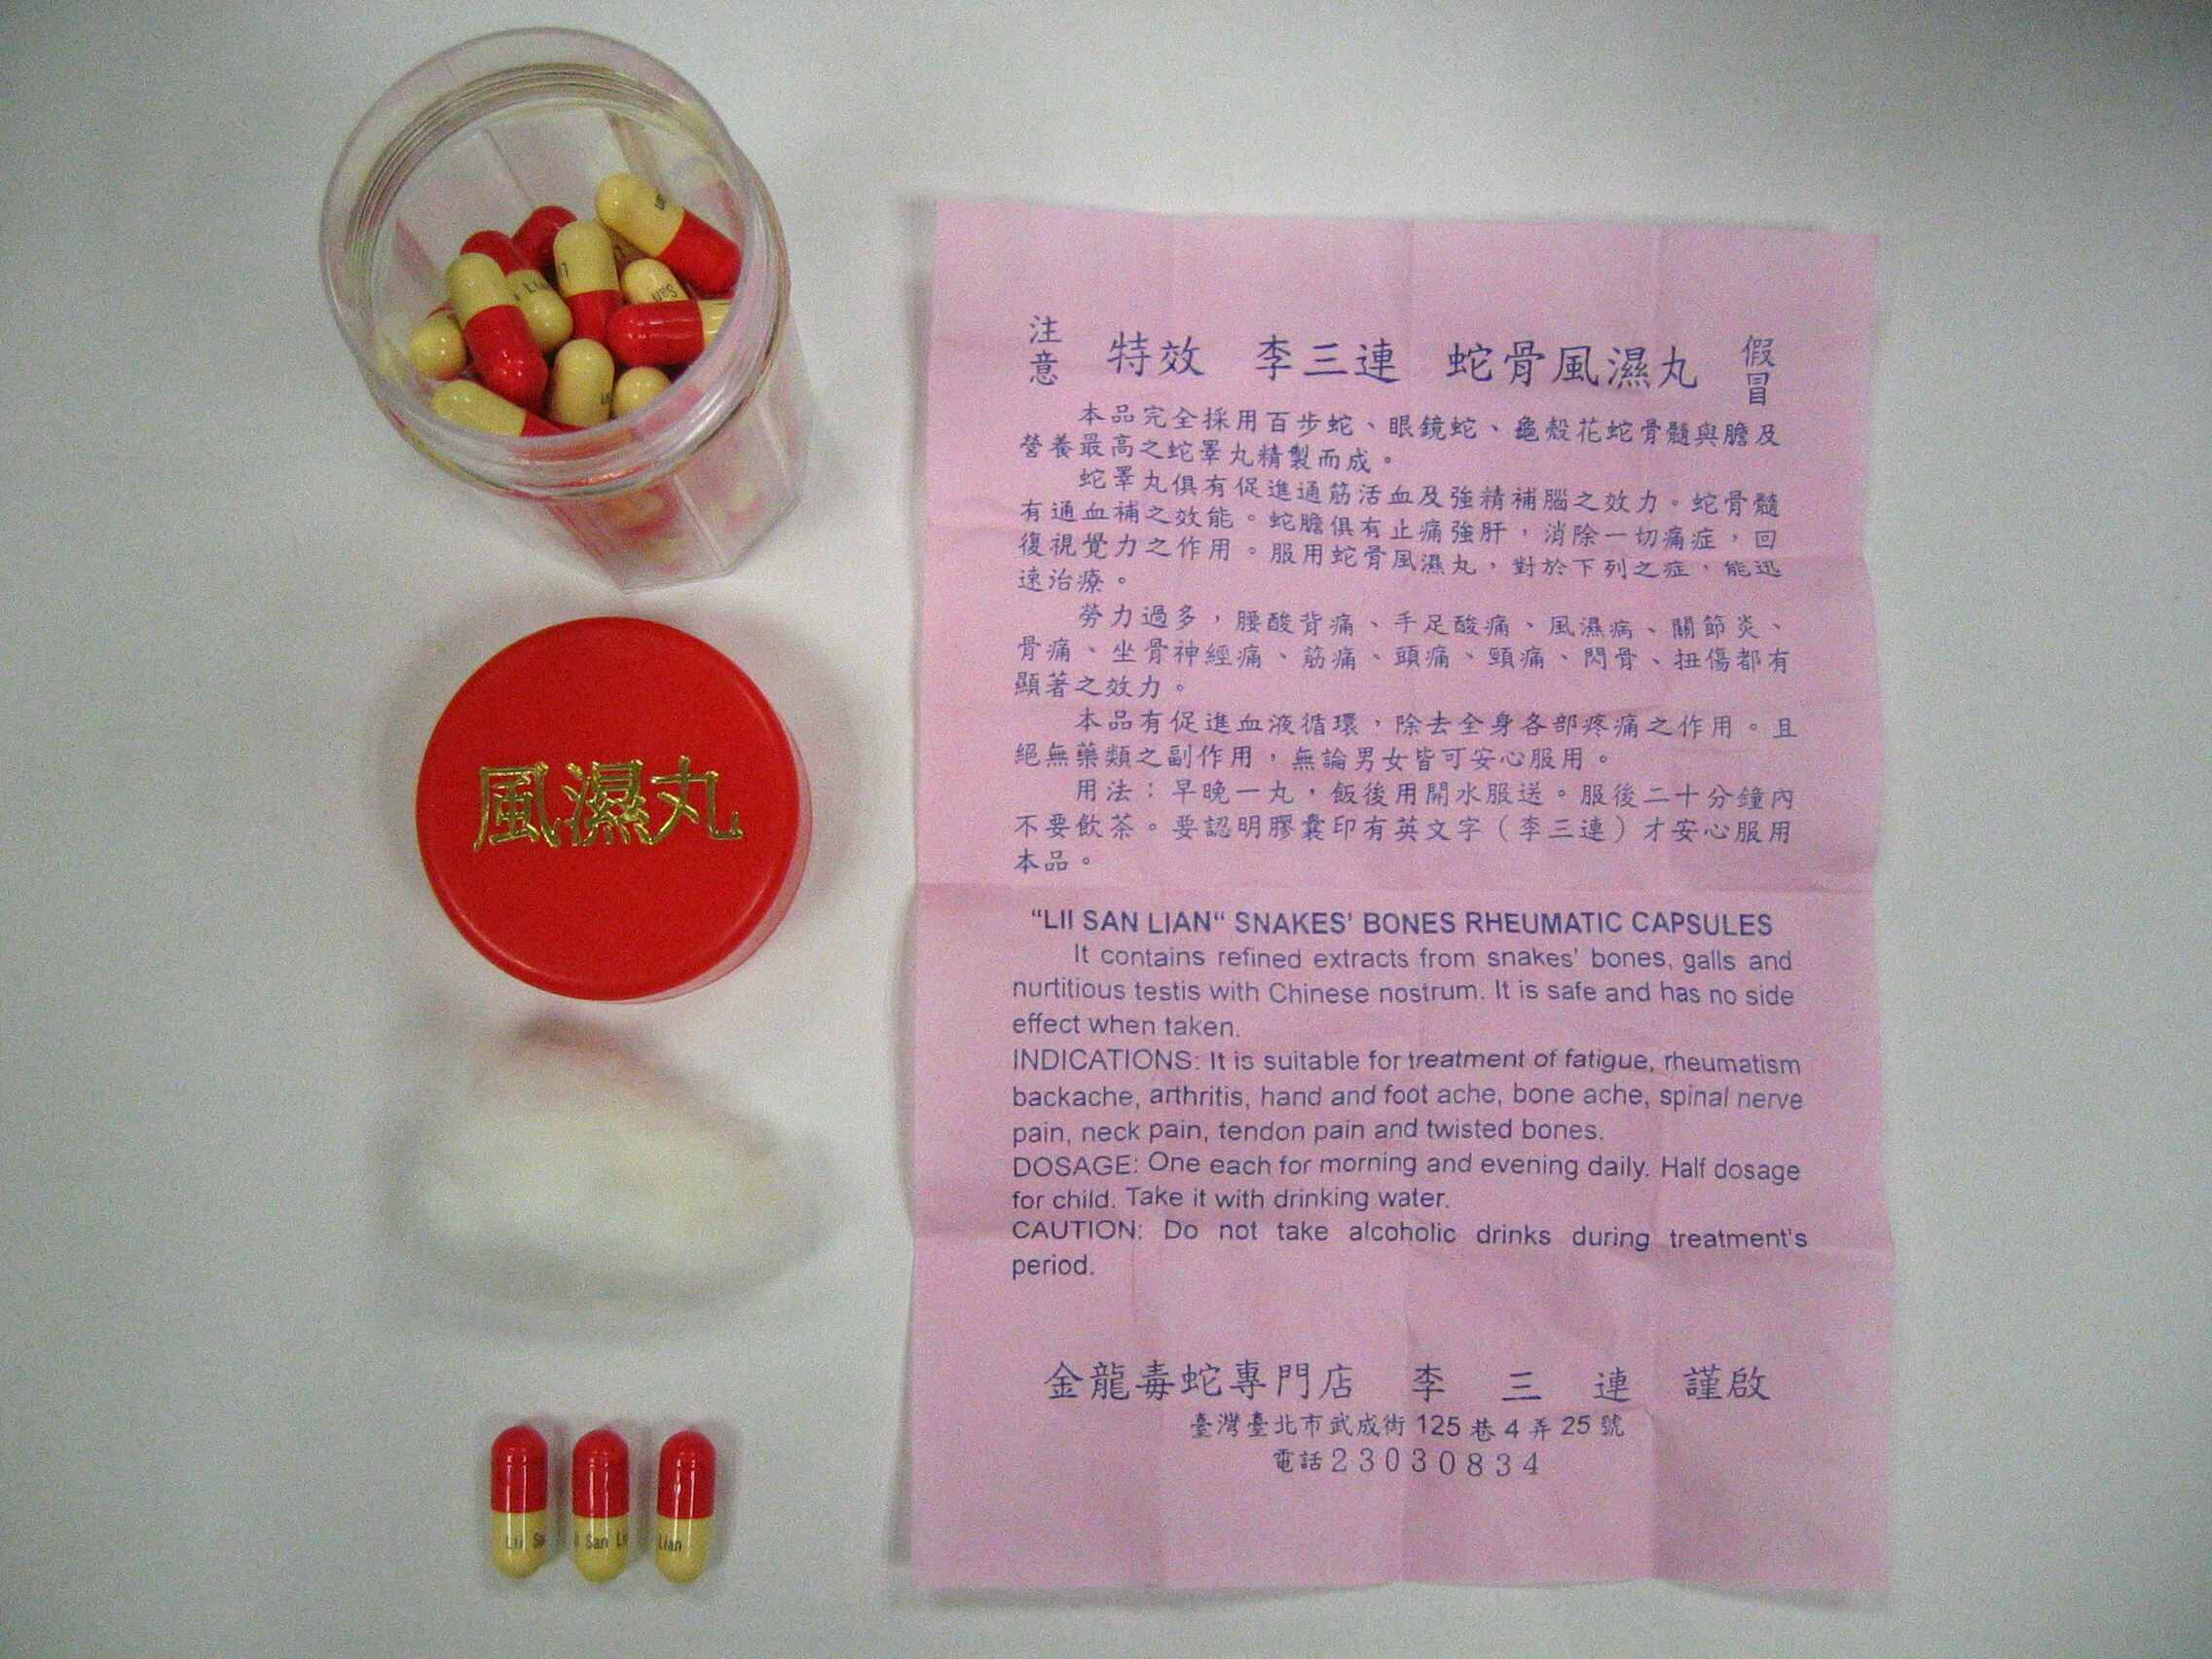 風濕丸
Lii Sa
San Li
Lian
注意 特效 李三連 蛇骨風濕丸 假冒
本品完全採用百步蛇、眼鏡蛇、龜殼花蛇骨髓與膽及
營養最高之蛇睪丸精製而成。
蛇睪丸俱有促進通筋活血及強精補腦之效力。蛇骨髓
有通血補之效能。蛇膽俱有止痛強肝，消除一切痛症，回
復視覺力之作用。服用蛇骨風濕丸，對於下列之症，能迅
速治療。
勞力過多，腰酸背痛、手足酸痛、風濕病、關節炎、
骨痛、坐骨神經痛、筋痛、頭痛、頸痛、閃骨、扭傷都有
顯著之效力。
本品有促進血液循環，除去全身各部疼痛之作用。且
絕無藥類之副作用，無論男女皆可安心服用。
用法：早晚一丸，飯後用開水服送。服後二十分鐘內
不要飲茶。要認明膠囊印有英文字（李三連）才安心服用
本品。
“LII SAN LIAN“ SNAKES' BONES RHEUMATIC CAPSULES
It contains refined extracts from snakes' bones, galls and
nurtitious testis with Chinese nostrum. It is safe and has no side
effect when taken.
INDICATIONS: It is suitable for treatment of fatigue, rheumatism
backache, arthritis, hand and foot ache, bone ache, spinal nerve
pain, neck pain, tendon pain and twisted bones.
DOSAGE: One each for morning and evening daily. Half dosage
for child. Take it with drinking water.
CAUTION: Do not take alcoholic drinks during treatment's
period.
金龍毒蛇專門店 李三連 謹啟
臺灣臺北市武成街125巷4弄25號
電話23030834